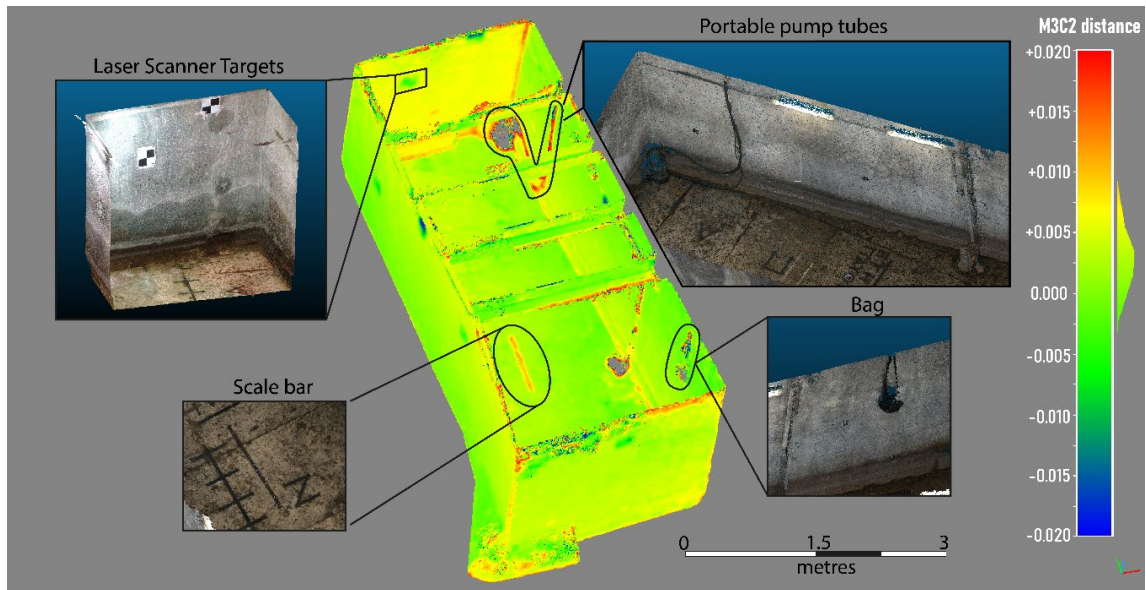 Laser Scanner Targets
Portable pump tubes
M3C2 distance
+0.020
+0.015
+0.010
+0.005
0.000
−0.005
−0.010
−0.015
−0.020
Bag
Scale bar
0 1.5 3
metres